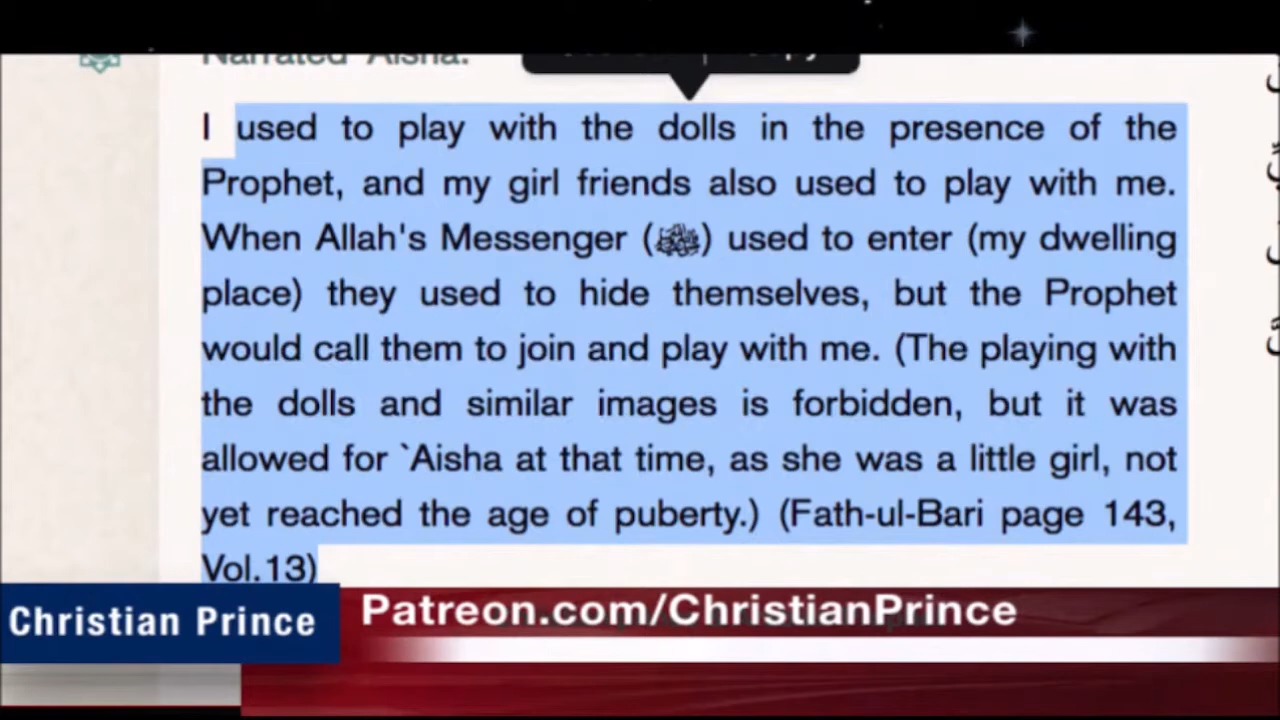 Narrated `Aisha:
I used to play with the dolls in the presence of the
Prophet, and my girl friends also used to play with me.
When Allah's Messenger (ﷺ) used to enter (my dwelling
place) they used to hide themselves, but the Prophet
would call them to join and play with me. (The playing with
the dolls and similar images is forbidden, but it was
allowed for `Aisha at that time, as she was a little girl, not
yet reached the age of puberty.) (Fath-ul-Bari page 143,
Vol.13)
Christian Prince
Patreon.com/ChristianPrince